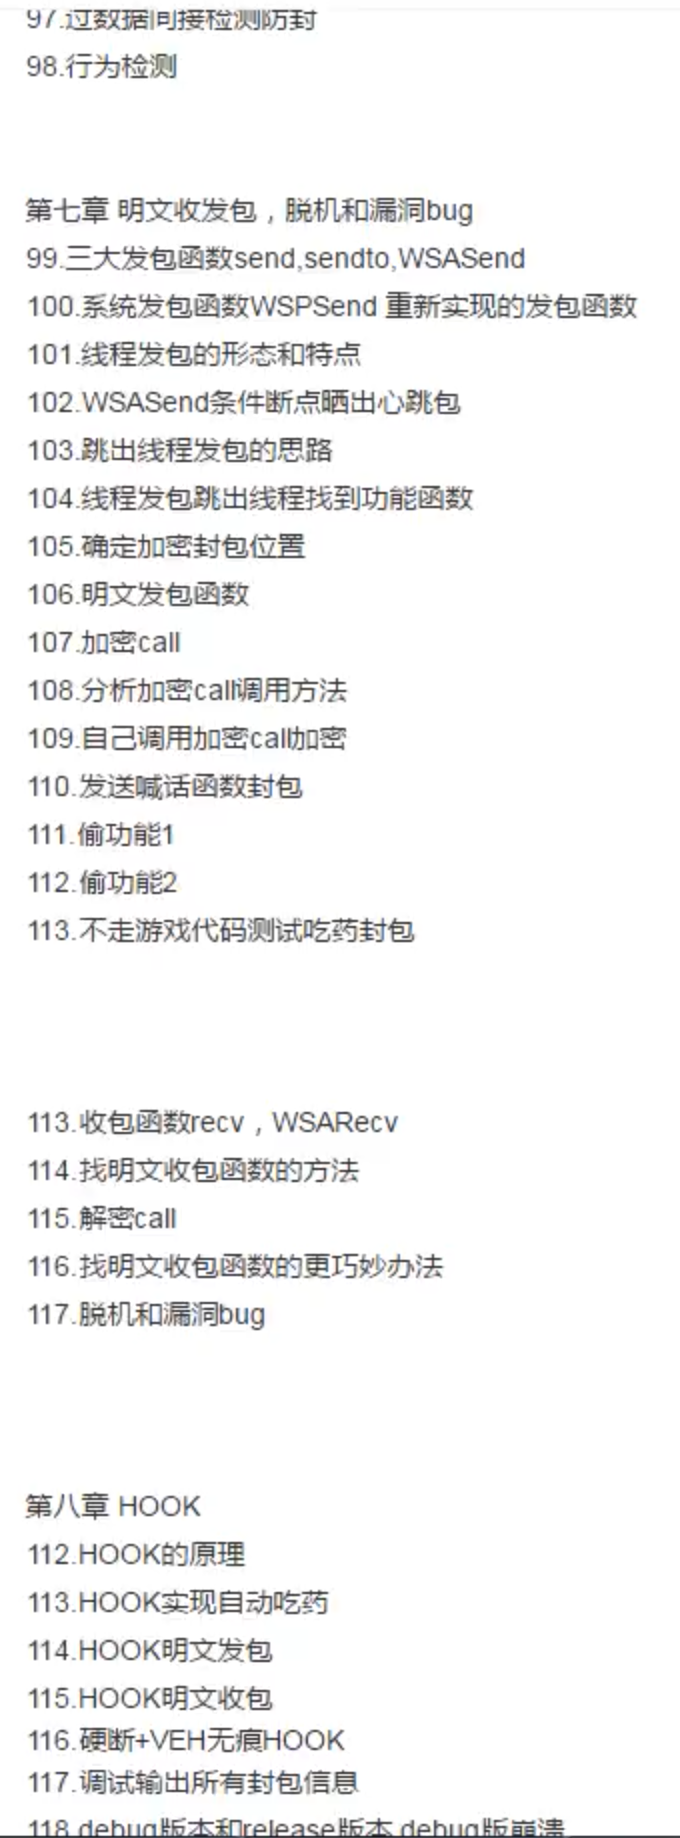 97.过数据间接检测防封
98.行为检测
第七章 明文收发包，脱机和漏洞bug
99.三大发包函数send,sendto,WSASend
100.系统发包函数WSPSend 重新实现的发包函数
101.线程发包的形态和特点
102.WSASend条件断点晒出心跳包
103.跳出线程发包的思路
104.线程发包跳出线程找到功能函数
105.确定加密封包位置
106.明文发包函数
107.加密call
108.分析加密call调用方法
109.自己调用加密call加密
110.发送喊话函数封包
111.偷功能1
112.偷功能2
113.不走游戏代码测试吃药封包
113.收包函数recv，WSARecv
114.找明文收包函数的方法
115.解密call
116.找明文收包函数的更巧妙办法
117.脱机和漏洞bug
第八章 HOOK
112.HOOK的原理
113.HOOK实现自动吃药
114.HOOK明文发包
115.HOOK明文收包
116.硬断+VEH无痕HOOK
117.调试输出所有封包信息
118.debug版本和release版本,debug版崩溃